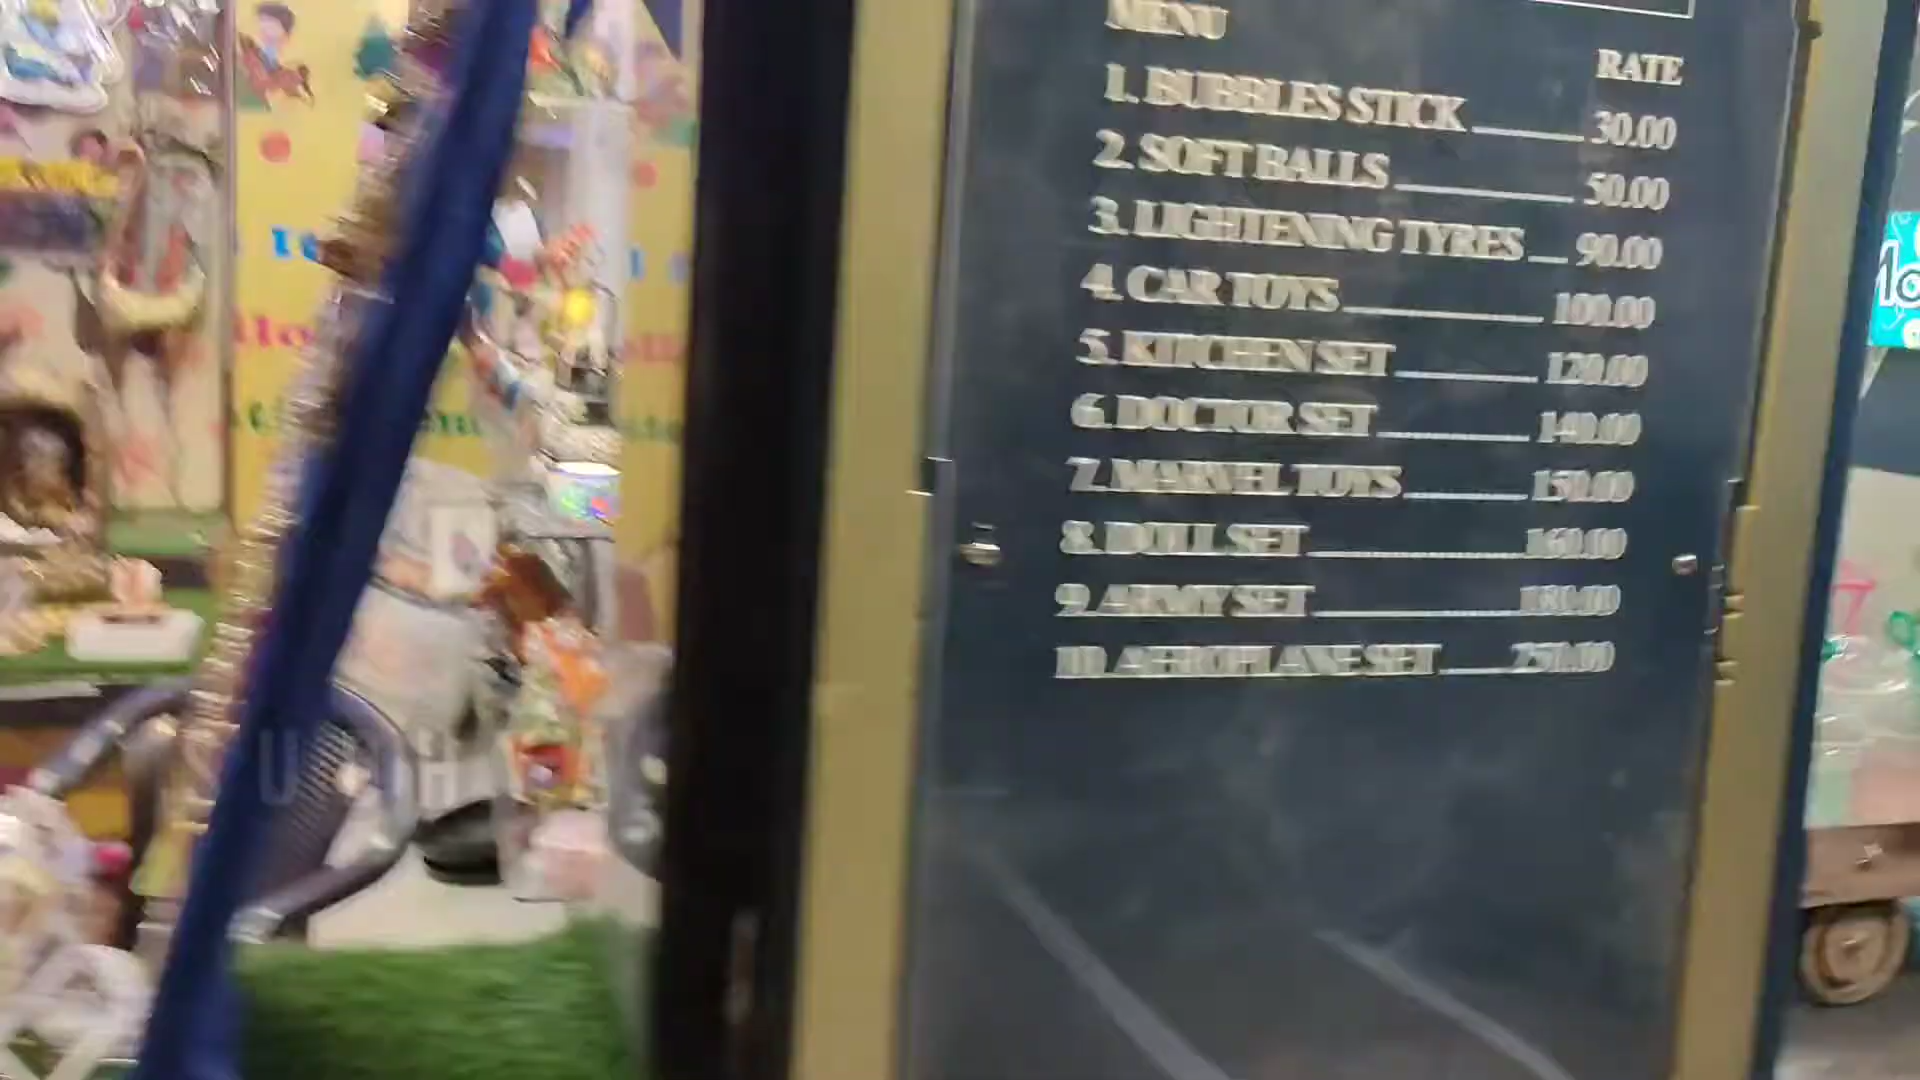 MENU
RATE
1. BUBBLES STICK 30.00
2. SOFT BALLS 50.00
3. LIGHTENING TYRES 90.00
4. CAR TOYS 100.00
5. KITCHEN SET 120.00
6. DOCTOR SET 140.00
7. MARVEL TOYS 150.00
8. DOLL SET 160.00
9. ARMY SET 180.00
10. AEROPLANE SET 250.00